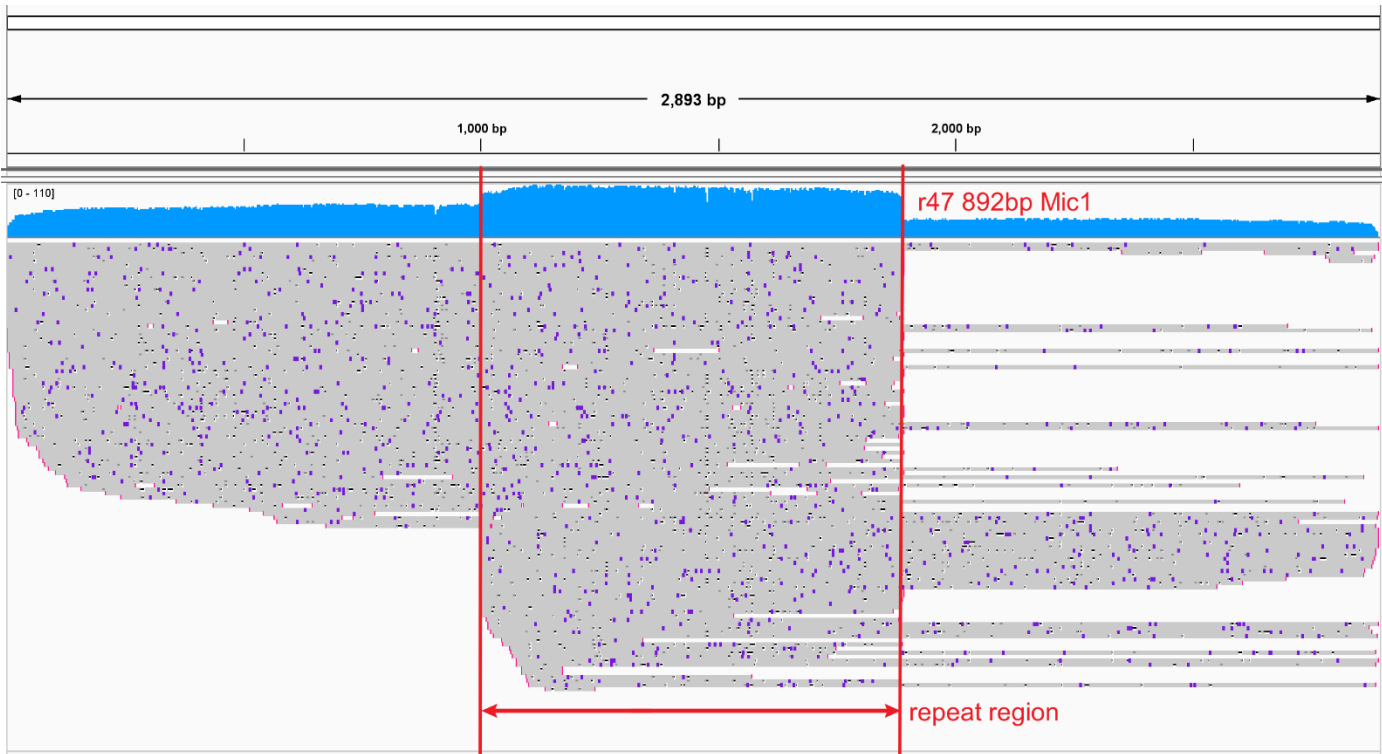 2,893 bp
1,000 bp
2,000 bp
[0 - 110]
r47 892bp Mic1
repeat region